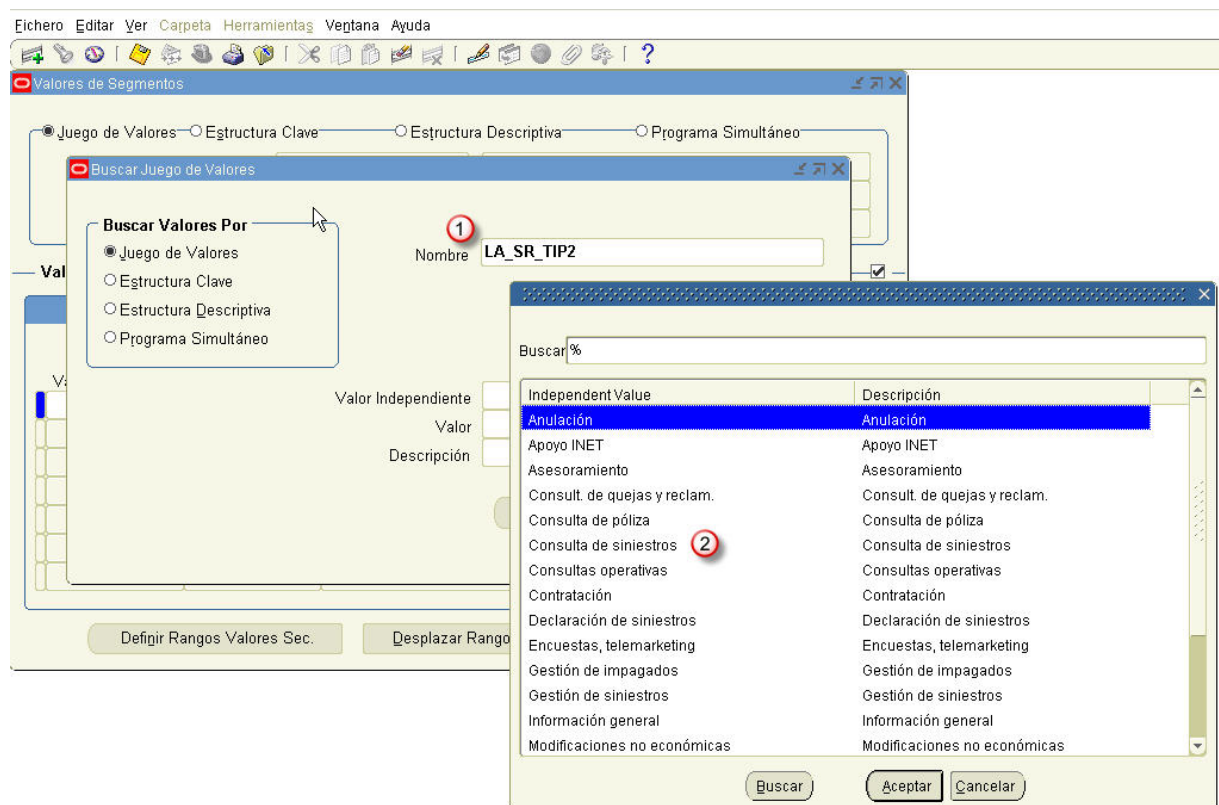 Fichero Editar Ver Carpeta Herramientas Ventana Ayuda
Valores de Segmentos
Juego de Valores Estructura Clave Estructura Descriptiva Programa Simultáneo
Buscar Juego de Valores
Buscar Valores Por
Juego de Valores
Estructura Clave
Estructura Descriptiva
Programa Simultáneo
1
Nombre LA_SR_TIP2
Val
Valor Independiente
Valor
Descripción
Buscar %
Independent Value Descripción
Anulación Anulación
Apoyo INET Apoyo INET
Asesoramiento Asesoramiento
Consult. de quejas y reclam. Consult. de quejas y reclam.
Consulta de póliza Consulta de póliza
Consulta de siniestros 2 Consulta de siniestros
Consultas operativas Consultas operativas
Contratación Contratación
Declaración de siniestros Declaración de siniestros
Encuestas, telemarketing Encuestas, telemarketing
Gestión de impagados Gestión de impagados
Gestión de siniestros Gestión de siniestros
Información general Información general
Modificaciones no económicas Modificaciones no económicas
Buscar Aceptar Cancelar
Definir Rangos Valores Sec. Desplazar Rango